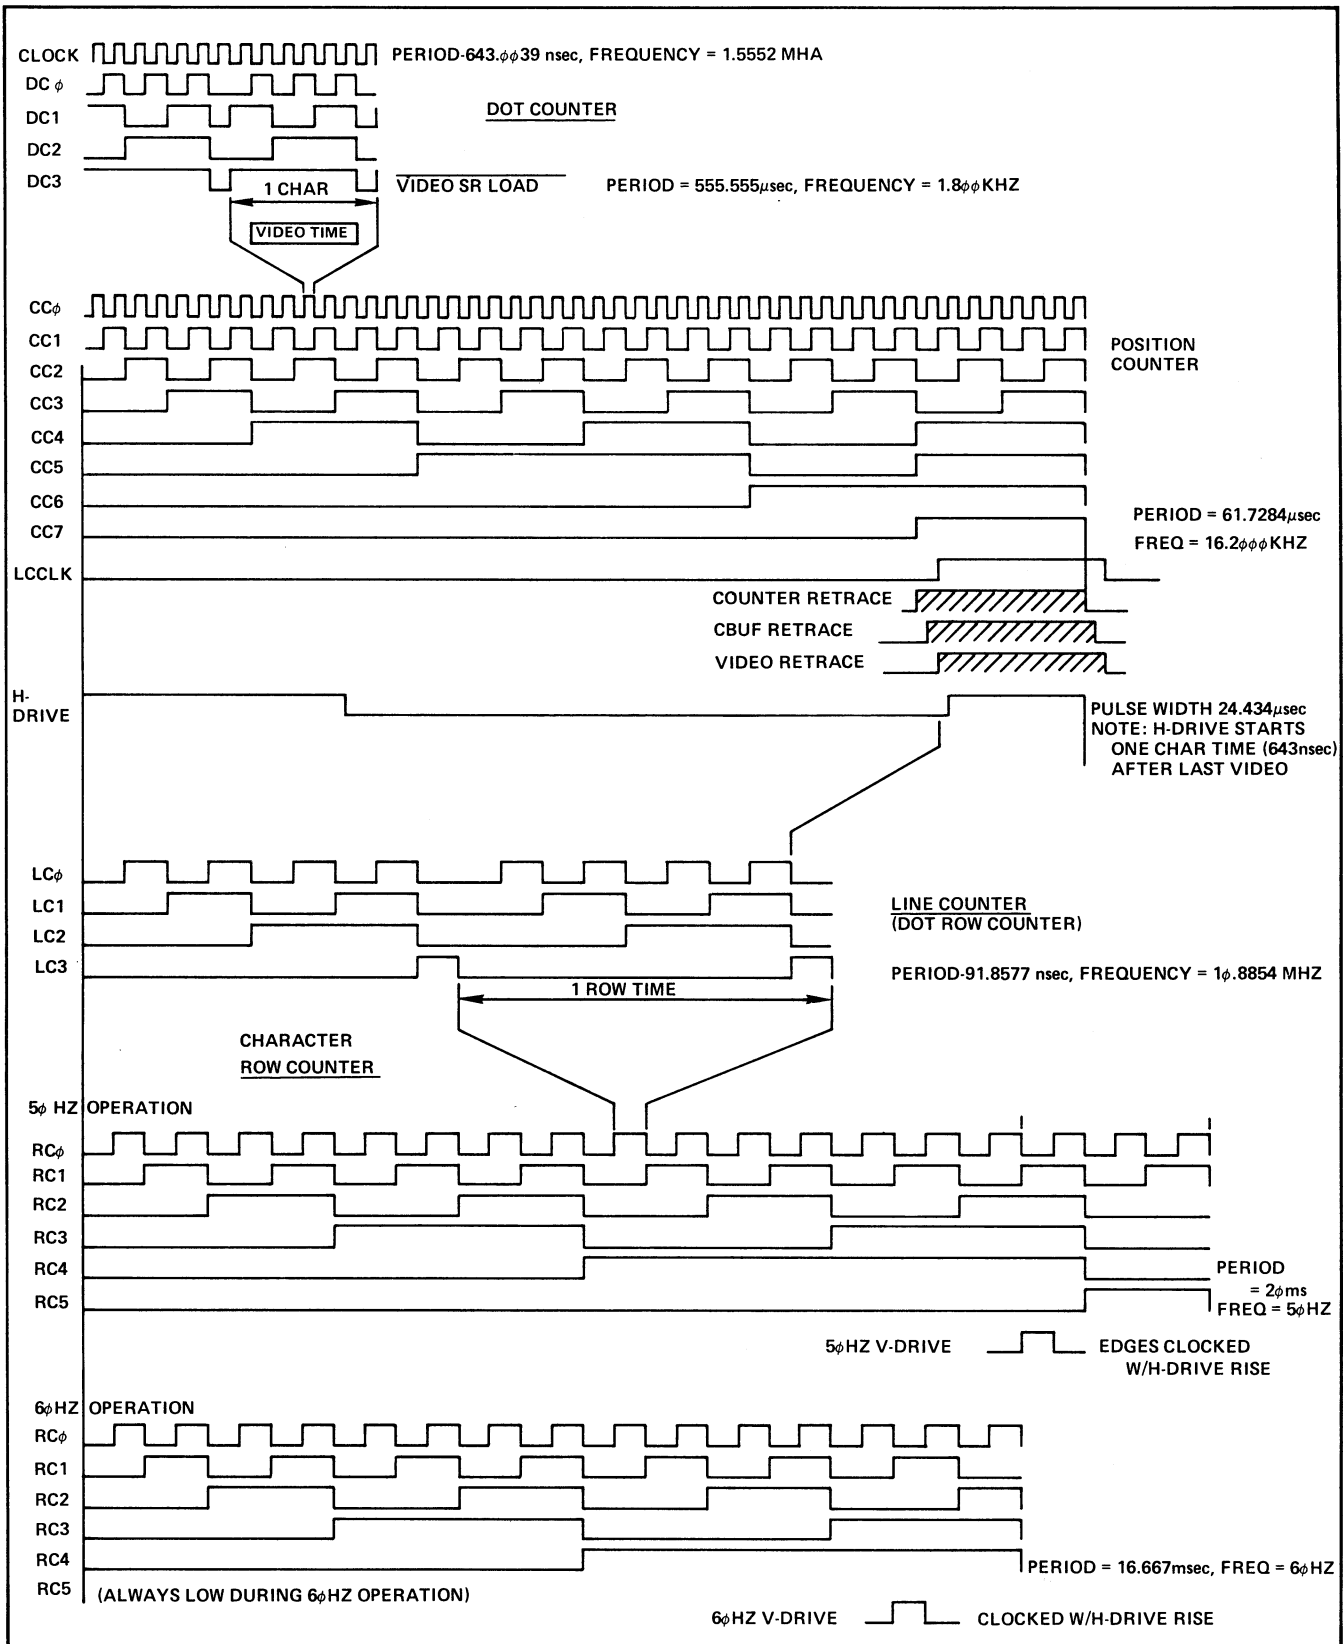 CLOCK PERIOD-643.ϕϕ39 nsec, FREQUENCY = 1.5552 MHA
DC ϕ
DC1 DOT COUNTER
DC2
DC3 1 CHAR VIDEO SR LOAD PERIOD = 555.555μsec, FREQUENCY = 1.8ϕϕKHZ
VIDEO TIME
CCϕ
CC1 POSITION
CC2 COUNTER
CC3
CC4
CC5
CC6
CC7 PERIOD = 61.7284μsec
FREQ = 16.2ϕϕϕKHZ
LCCLK
COUNTER RETRACE
CBUF RETRACE
VIDEO RETRACE
H-
DRIVE PULSE WIDTH 24.434μsec
NOTE: H-DRIVE STARTS
ONE CHAR TIME (643nsec)
AFTER LAST VIDEO
LCϕ
LC1 LINE COUNTER
(DOT ROW COUNTER)
LC2
LC3 PERIOD-91.8577 nsec, FREQUENCY = 1ϕ.8854 MHZ
1 ROW TIME
CHARACTER
ROW COUNTER
5ϕ HZ OPERATION
RCϕ
RC1
RC2
RC3
RC4 PERIOD
= 2ϕms
RC5 FREQ = 5ϕHZ
5ϕHZ V-DRIVE EDGES CLOCKED
W/H-DRIVE RISE
6ϕHZ OPERATION
RCϕ
RC1
RC2
RC3
RC4 PERIOD = 16.667msec, FREQ = 6ϕHZ
RC5 (ALWAYS LOW DURING 6ϕHZ OPERATION)
6ϕHZ V-DRIVE CLOCKED W/H-DRIVE RISE